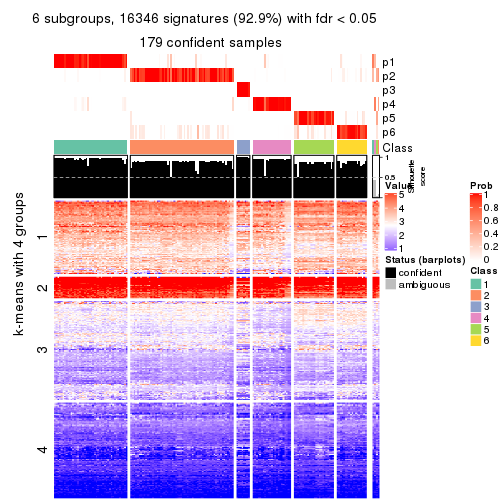 6 subgroups, 16346 signatures (92.9%) with fdr < 0.05
179 confident samples
p1
p2
p3
p4
p5
p6
Class
1
0.5
0
Silhouette
score
k-means with 4 groups
1
2
3
4
Value
5
4
3
2
1
Status (barplots)
confident
ambiguous
Prob
1
0.8
0.6
0.4
0.2
0
Class
1
2
3
4
5
6